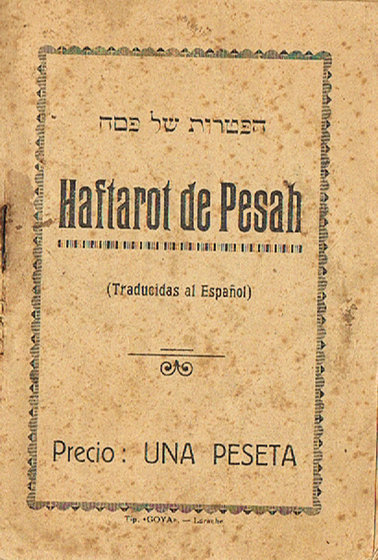 הפטרות של פסח
Haftarot de Pesah
(Traducidas al Español)
Precio: UNA PESETA
Tip. «GOYA». — Larache